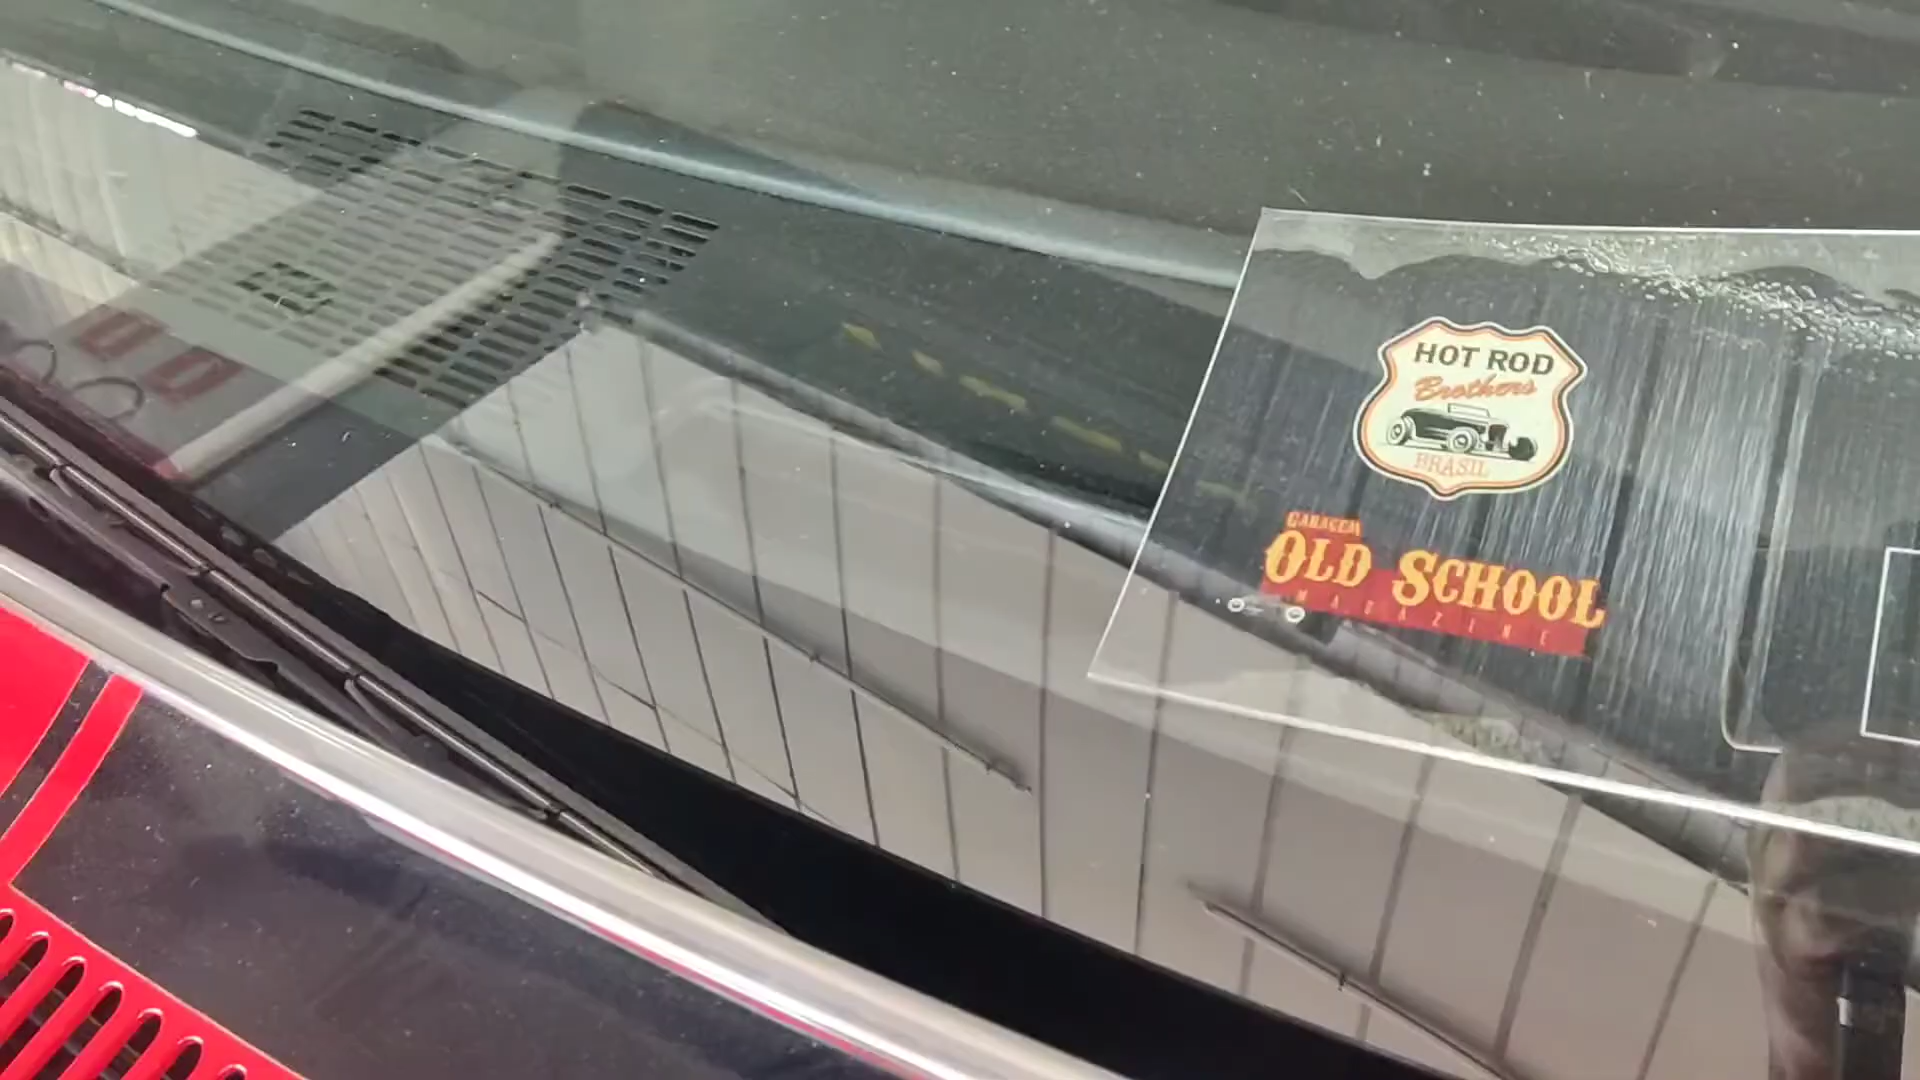 HOT ROD
Brothers
BRASIL
GARAGEM
OLD SCHOOL
MAGAZINE